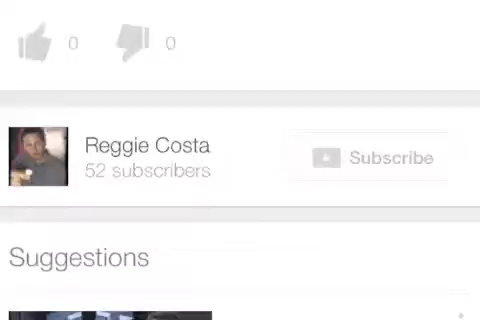 0 0
Reggie Costa
52 subscribers
Subscribe
Suggestions